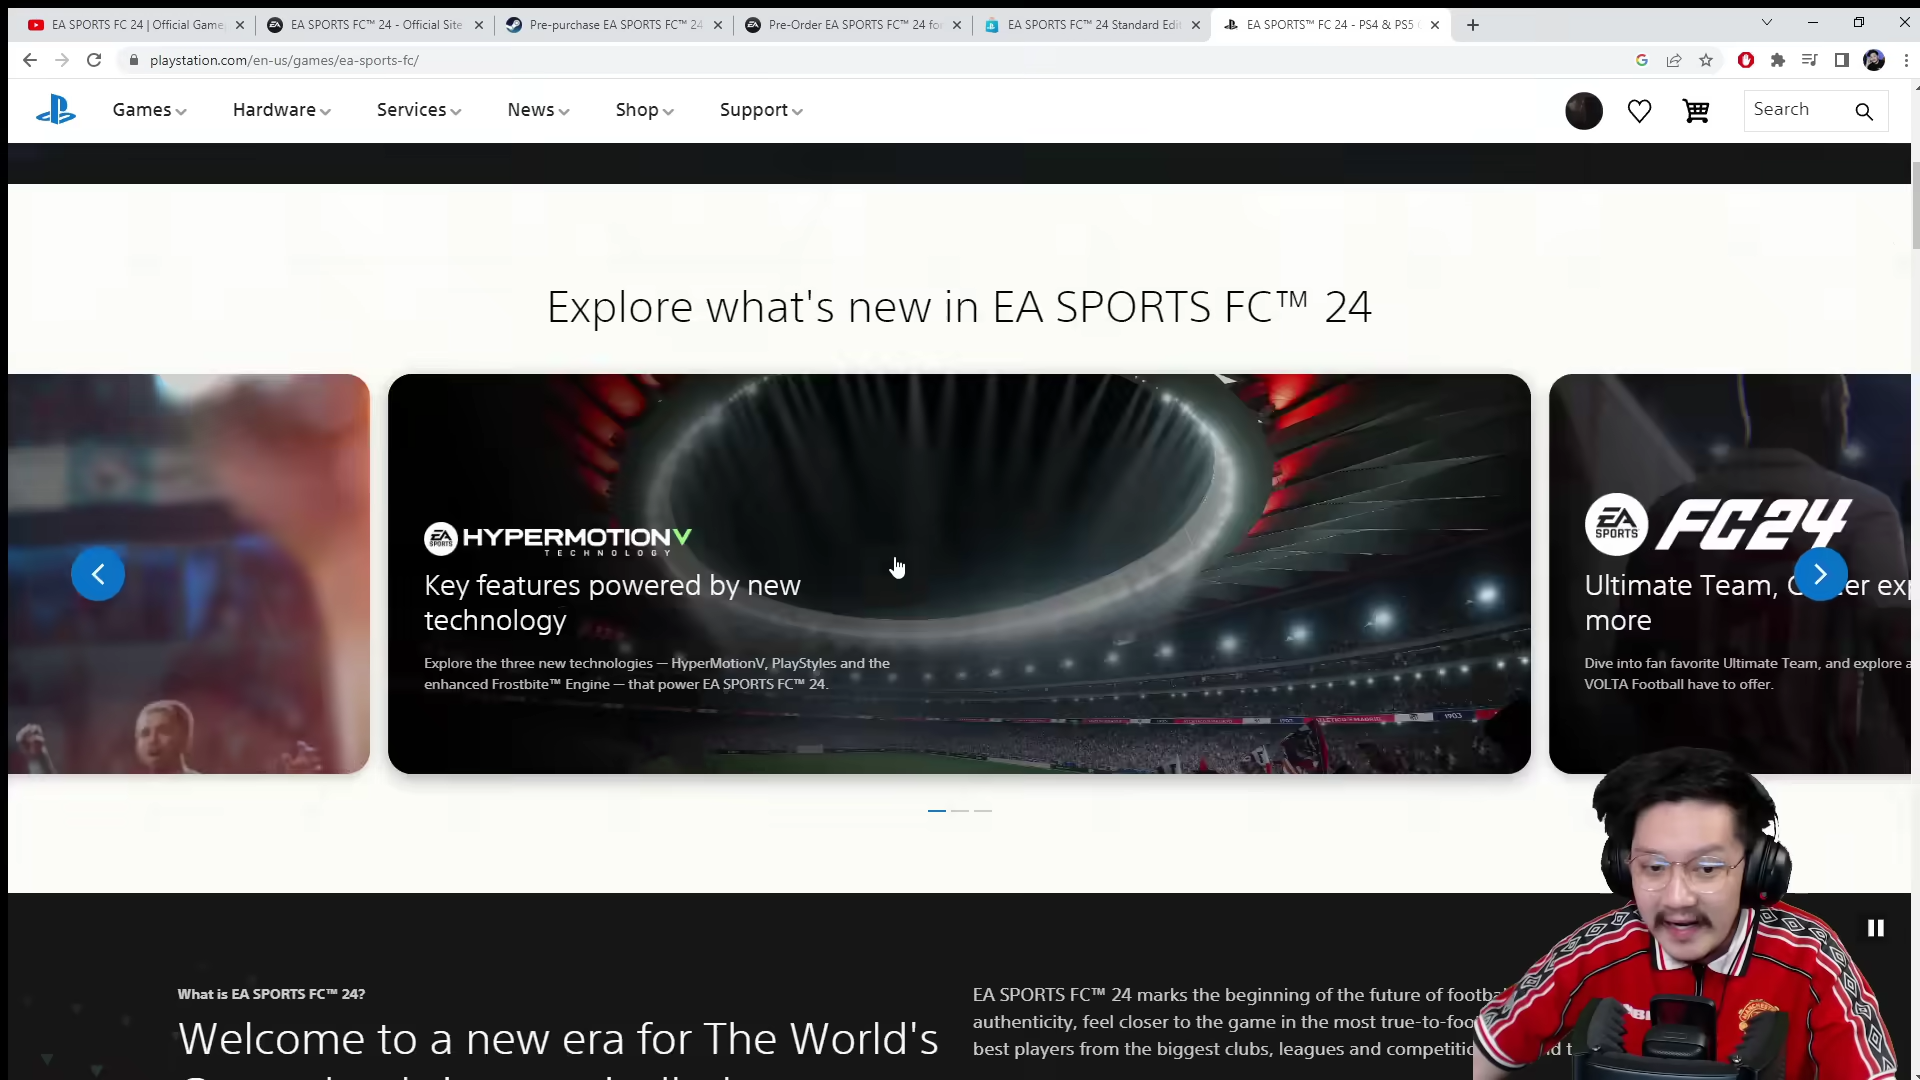 EA SPORTS FC 24 | Official Game
EA SPORTS FC™ 24 - Official Site
Pre-purchase EA SPORTS FC™ 24
Pre-Order EA SPORTS FC™ 24 fo
EA SPORTS FC™ 24 Standard Edit
EA SPORTS™ FC 24 - PS4 & PS5
playstation.com/en-us/games/ea-sports-fc/
Games
Hardware
Services
News
Shop
Support
Search
Explore what's new in EA SPORTS FC™ 24
EA SPORTS HYPERMOTIONV
TECHNOLOGY
Key features powered by new
technology
Explore the three new technologies — HyperMotionV, PlayStyles and the
enhanced Frostbite™ Engine — that power EA SPORTS FC™ 24.
ATLETICO MADRID 1903
EA SPORTS FC24
Ultimate Team, er exp
more
Dive into fan favorite Ultimate Team, and explore a
VOLTA Football have to offer.
What is EA SPORTS FC™ 24?
Welcome to a new era for The World's
EA SPORTS FC™ 24 marks the beginning of the future of footba
authenticity, feel closer to the game in the most true-to-foo
best players from the biggest clubs, leagues and competitio